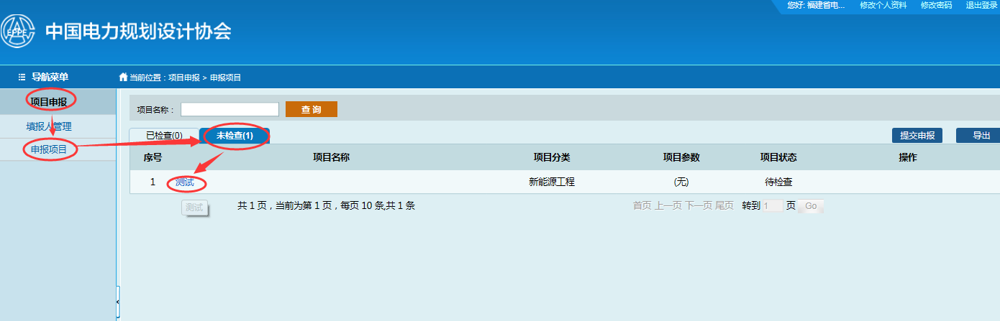 您好: 福建省电... 修改个人资料 修改密码 退出登录
EPPE
中国电力规划设计协会
导航菜单
当前位置：项目申报 > 申报项目
项目申报
填报人管理
申报项目
项目名称： 查 询
已检查(0) 未检查(1) 提交申报 导出
序号 项目名称 项目分类 项目参数 项目状态 操作
1 测试 新能源工程 (无) 待检查
测试
共 1 页，当前为第 1 页，每页 10 条,共 1 条 首页 上一页 下一页 尾页 转到 1 页 Go